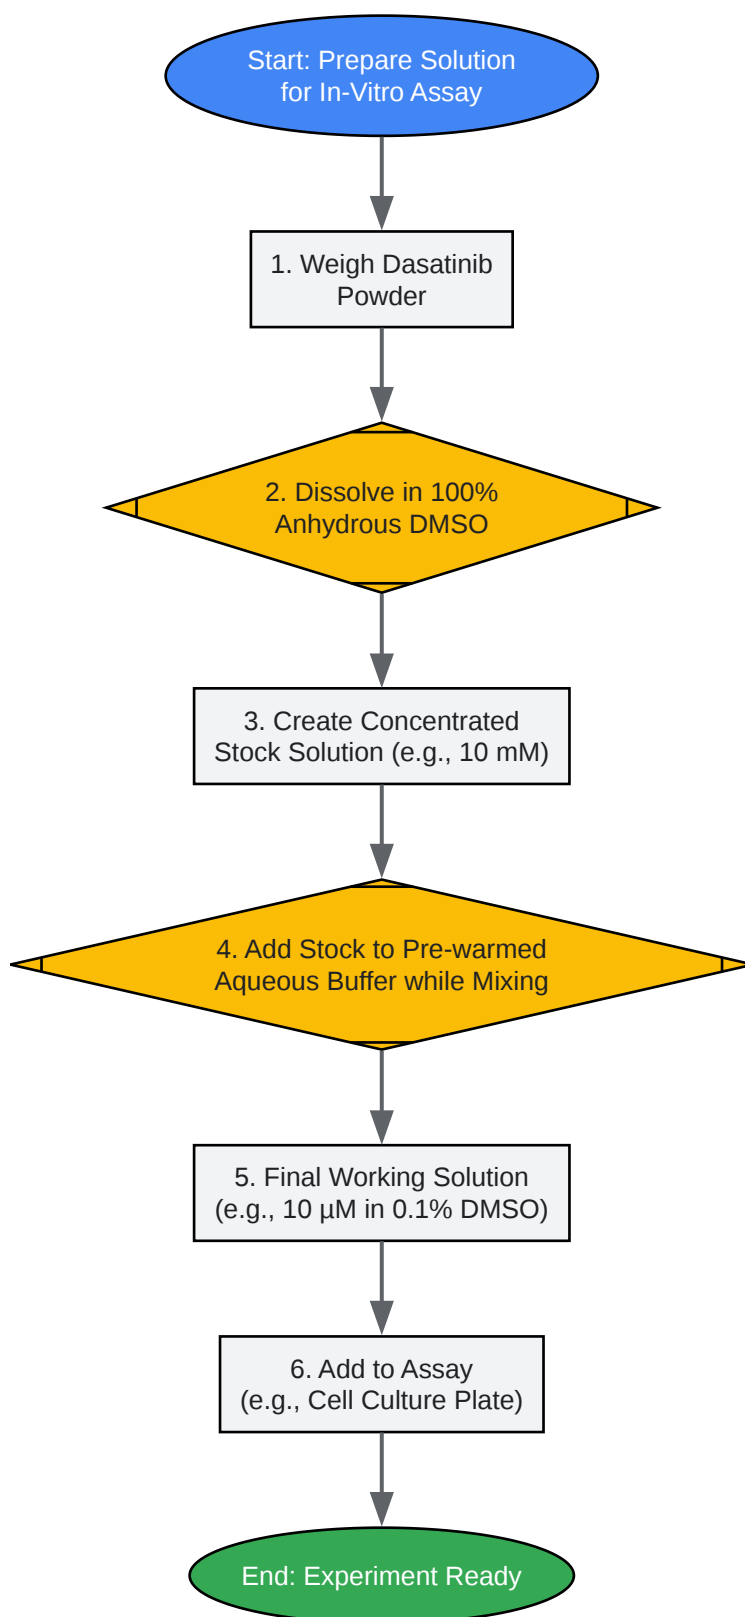 Start: Prepare Solution
for In-Vitro Assay
1. Weigh Dasatinib
Powder
2. Dissolve in 100%
Anhydrous DMSO
3. Create Concentrated
Stock Solution (e.g., 10 mM)
4. Add Stock to Pre-warmed
Aqueous Buffer while Mixing
5. Final Working Solution
(e.g., 10 µM in 0.1% DMSO)
6. Add to Assay
(e.g., Cell Culture Plate)
End: Experiment Ready